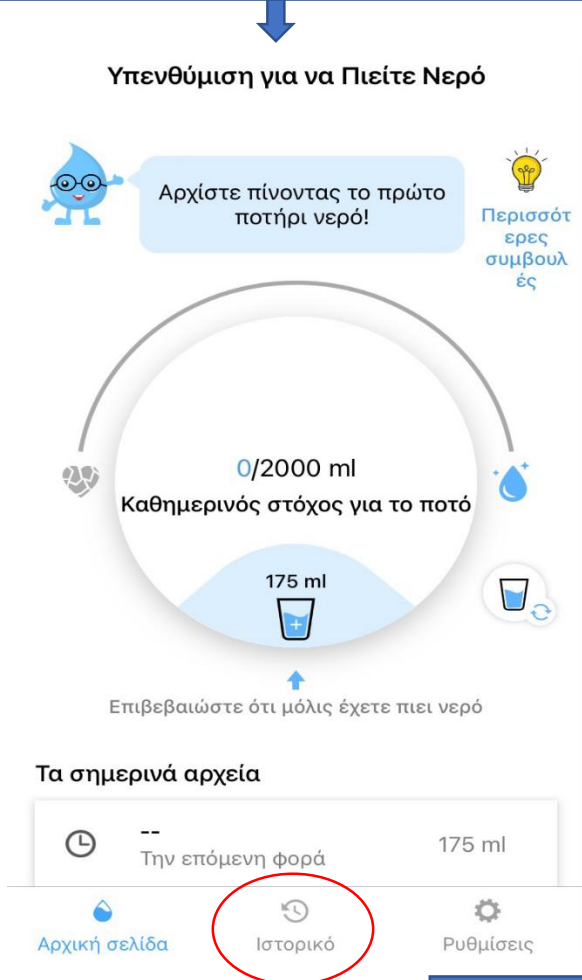 Υπενθύμιση για να Πιείτε Νερό
Αρχίστε πίνοντας το πρώτο
ποτήρι νερό!
Περισσότ
ερες
συμβουλ
ές
0/2000 ml
Καθημερινός στόχος για το ποτό
175 ml
Επιβεβαιώστε ότι μόλις έχετε πιει νερό
Τα σημερινά αρχεία
--
Την επόμενη φορά
175 ml
Αρχική σελίδα
Ιστορικό
Ρυθμίσεις